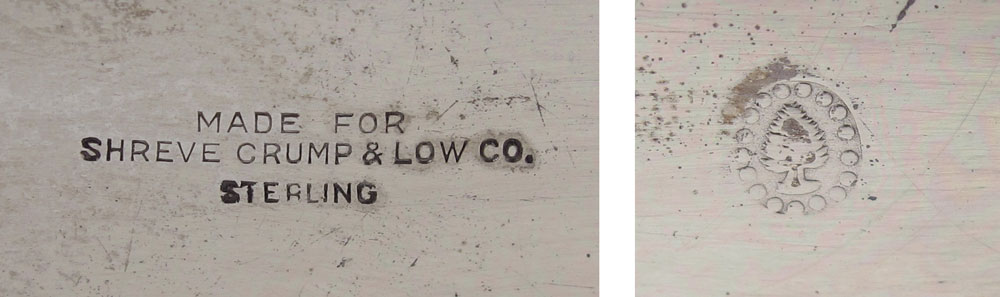 MADE FOR
SHREVE CRUMP & LOW CO.
STERLING